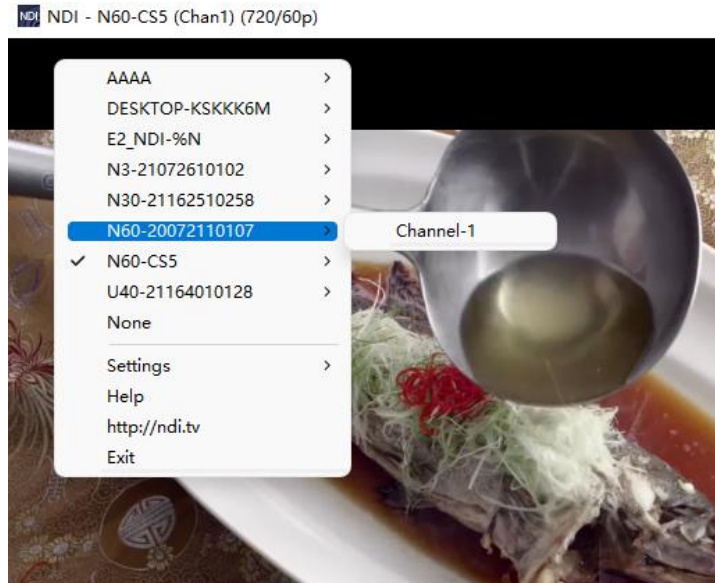 NDI NDI - N60-CS5 (Chan1) (720/60p)
AAAA
DESKTOP-KSKKK6M
E2_NDI-%N
N3-21072610102
N30-21162510258
N60-20072110107
Channel-1
N60-CS5
U40-21164010128
None
Settings
Help
http://ndi.tv
Exit